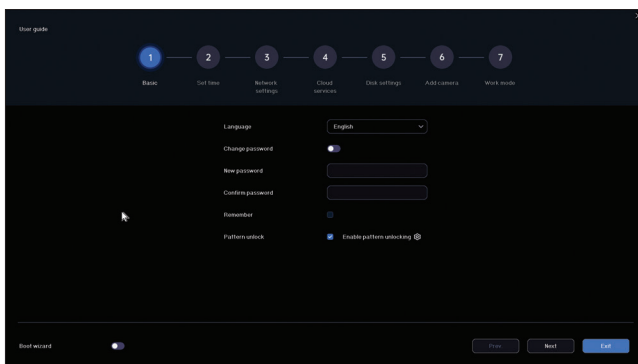 User guide
1 2 3 4 5 6 7
Basic Set time Network settings Cloud services Disk settings Add camera Work mode
Language English
Change password
New password
Confirm password
Remember
Pattern unlock Enable pattern unlocking
Boot wizard Prev Next Exit